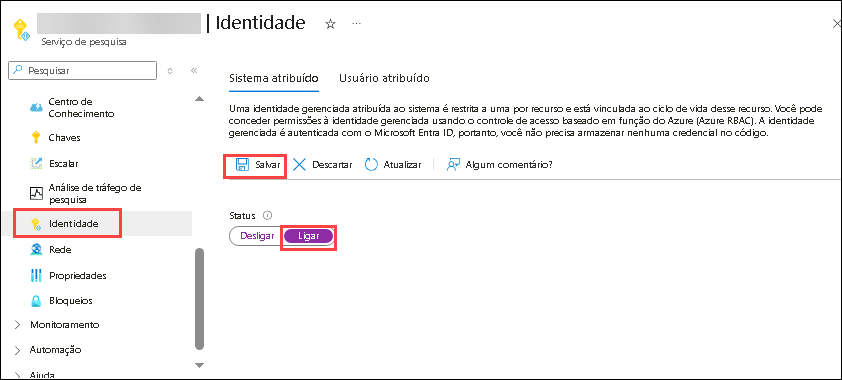 | Identidade
Serviço de pesquisa
Pesquisar
Centro de
Conhecimento
Chaves
Escalar
Análise de tráfego de
pesquisa
Identidade
Rede
Propriedades
Bloqueios
Monitoramento
Automação
Ajuda
Sistema atribuído
Usuário atribuído
Uma identidade gerenciada atribuída ao sistema é restrita a uma por recurso e está vinculada ao ciclo de vida desse recurso. Você pode
conceder permissões à identidade gerenciada usando o controle de acesso baseado em função do Azure (Azure RBAC). A identidade
gerenciada é autenticada com o Microsoft Entra ID, portanto, você não precisa armazenar nenhuma credencial no código.
Salvar
Descartar
Atualizar
Algum comentário?
Status
Desligar
Ligar